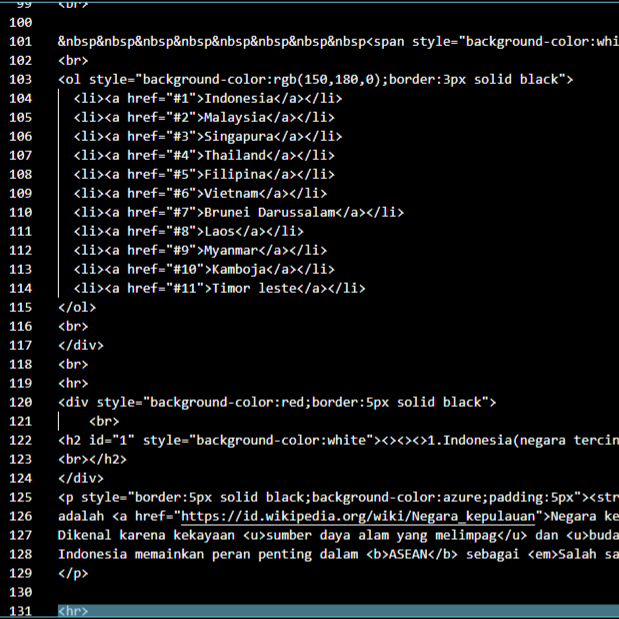 99 <br>
100
101 &nbsp&nbsp&nbsp&nbsp&nbsp&nbsp&nbsp&nbsp<span style="background-color:whi
102 <br>
103 <ol style="background-color:rgb(150,180,0);border:3px solid black">
104 <li><a href="#1">Indonesia</a></li>
105 <li><a href="#2">Malaysia</a></li>
106 <li><a href="#3">Singapura</a></li>
107 <li><a href="#4">Thailand</a></li>
108 <li><a href="#5">Filipina</a></li>
109 <li><a href="#6">Vietnam</a></li>
110 <li><a href="#7">Brunei Darussalam</a></li>
111 <li><a href="#8">Laos</a></li>
112 <li><a href="#9">Myanmar</a></li>
113 <li><a href="#10">Kamboja</a></li>
114 <li><a href="#11">Timor leste</a></li>
115 </ol>
116 <br>
117 </div>
118 <br>
119 <hr>
120 <div style="background-color:red;border:5px solid black">
121 <br>
122 <h2 id="1" style="background-color:white"><><><>1.Indonesia(negara tercin
123 <br></h2>
124 </div>
125 <p style="border:5px solid black;background-color:azure;padding:5px"><str
126 adalah <a href="https://id.wikipedia.org/wiki/Negara_kepulauan">Negara ke
127 Dikenal karena kekayaan <u>sumber daya alam yang melimpag</u> dan <u>buda
128 Indonesia memainkan peran penting dalam <b>ASEAN</b> sebagai <em>Salah sa
129 </p>
130
131 <hr>